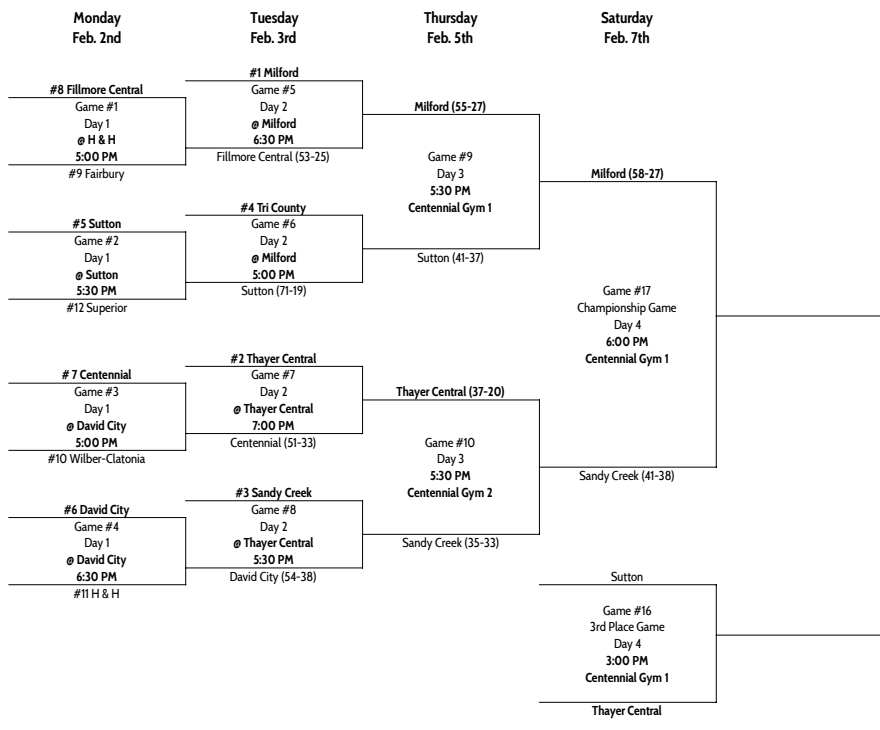 Monday
Feb. 2nd
Tuesday
Feb. 3rd
Thursday
Feb. 5th
Saturday
Feb. 7th
#8 Fillmore Central
Game #1
Day 1
@ H & H
5:00 PM
#9 Fairbury
#5 Sutton
Game #2
Day 1
@ Sutton
5:30 PM
#12 Superior
# 7 Centennial
Game #3
Day 1
@ David City
5:00 PM
#10 Wilber-Clatonia
#6 David City
Game #4
Day 1
@ David City
6:30 PM
#11 H & H
#1 Milford
Game #5
Day 2
@ Milford
6:30 PM
Fillmore Central (53-25)
#4 Tri County
Game #6
Day 2
@ Milford
5:00 PM
Sutton (71-19)
#2 Thayer Central
Game #7
Day 2
@ Thayer Central
7:00 PM
Centennial (51-33)
#3 Sandy Creek
Game #8
Day 2
@ Thayer Central
5:30 PM
David City (54-38)
Milford (55-27)
Game #9
Day 3
5:30 PM
Centennial Gym 1
Sutton (41-37)
Thayer Central (37-20)
Game #10
Day 3
5:30 PM
Centennial Gym 2
Sandy Creek (35-33)
Milford (58-27)
Game #17
Championship Game
Day 4
6:00 PM
Centennial Gym 1
Sandy Creek (41-38)
Sutton
Game #16
3rd Place Game
Day 4
3:00 PM
Centennial Gym 1
Thayer Central